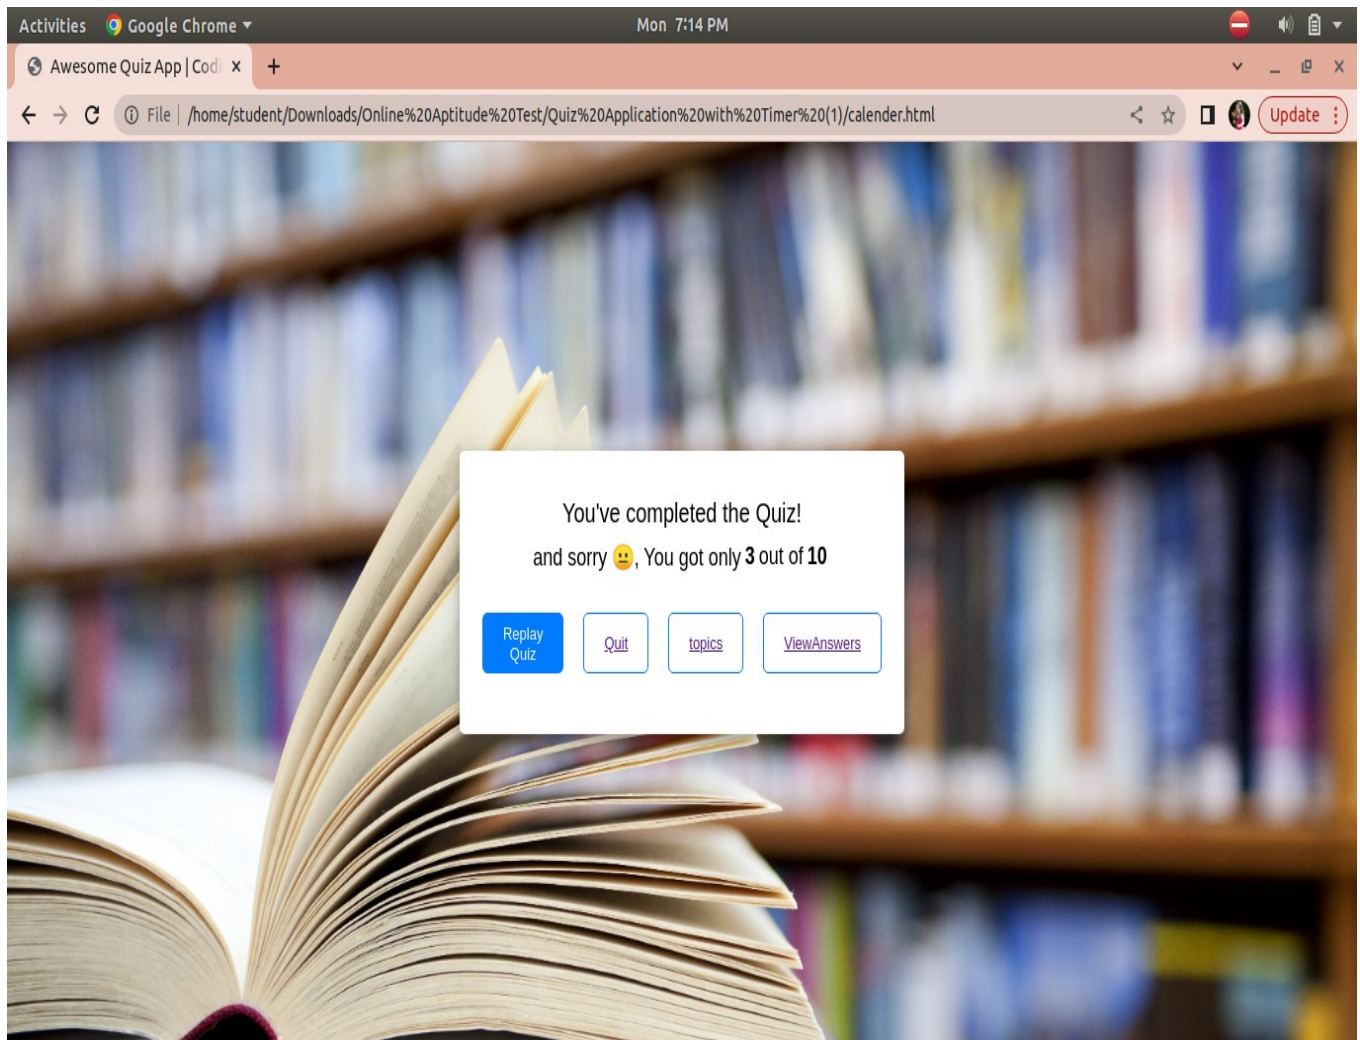 Activities Google Chrome Mon 7:14 PM
Awesome Quiz App | Codi
File /home/student/Downloads/Online%20Aptitude%20Test/Quiz%20Application%20with%20Timer%20(1)/calender.html Update
You've completed the Quiz!
and sorry 😐, You got only 3 out of 10
Replay
Quiz
Quit
topics
ViewAnswers